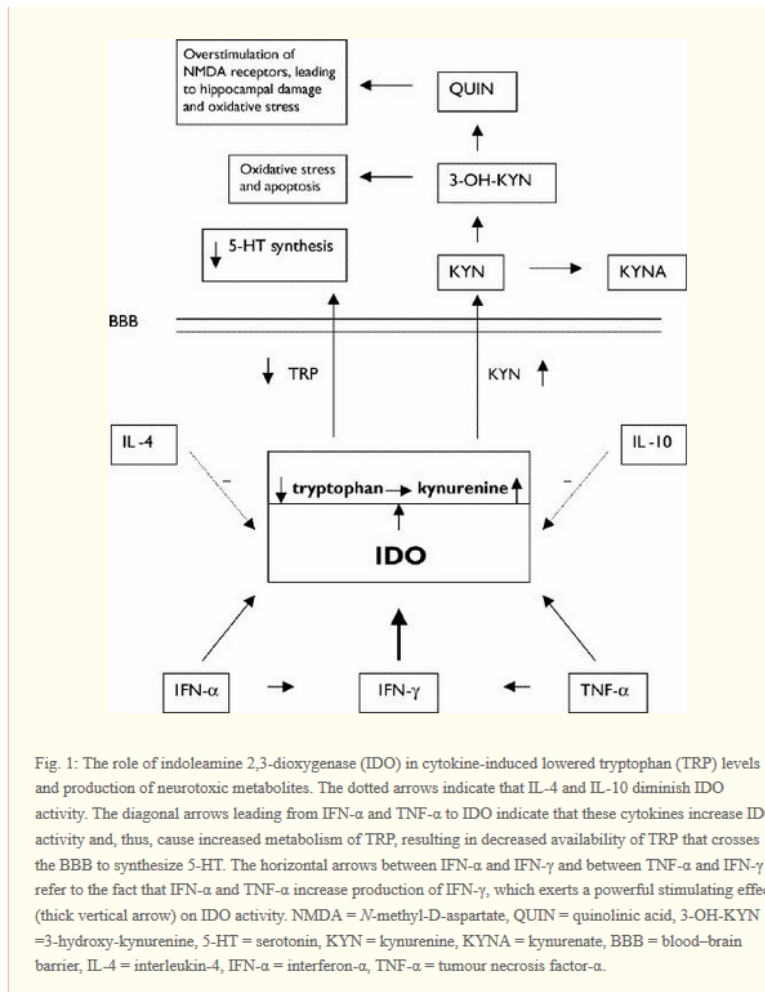 Overstimulation of
NMDA receptors, leading
to hippocampal damage
and oxidative stress
QUIN
Oxidative stress
and apoptosis
3-OH-KYN
5-HT synthesis
KYN
KYNA
BBB
TRP
KYN
IL-4
IL-10
–
–
tryptophan
kynurenine
IDO
IFN-α
IFN-γ
TNF-α
Fig. 1: The role of indoleamine 2,3-dioxygenase (IDO) in cytokine-induced lowered tryptophan (TRP) levels
and production of neurotoxic metabolites. The dotted arrows indicate that IL-4 and IL-10 diminish IDO
activity. The diagonal arrows leading from IFN-α and TNF-α to IDO indicate that these cytokines increase
activity and, thus, cause increased metabolism of TRP, resulting in decreased availability of TRP that crosses
the BBB to synthesize 5-HT. The horizontal arrows between IFN-α and IFN-γ and between TNF-α and IFN-γ
refer to the fact that IFN-α and TNF-α increase production of IFN-γ, which exerts a powerful stimulating
(thick vertical arrow) on IDO activity. NMDA = N-methyl-D-aspartate, QUIN = quinolinic acid, 3-OH-KYN
=3-hydroxy-kynurenine, 5-HT = serotonin, KYN = kynurenine, KYNA = kynurenate, BBB = blood–brain
barrier, IL-4 = interleukin-4, IFN-α = interferon-α, TNF-α = tumour necrosis factor-α.